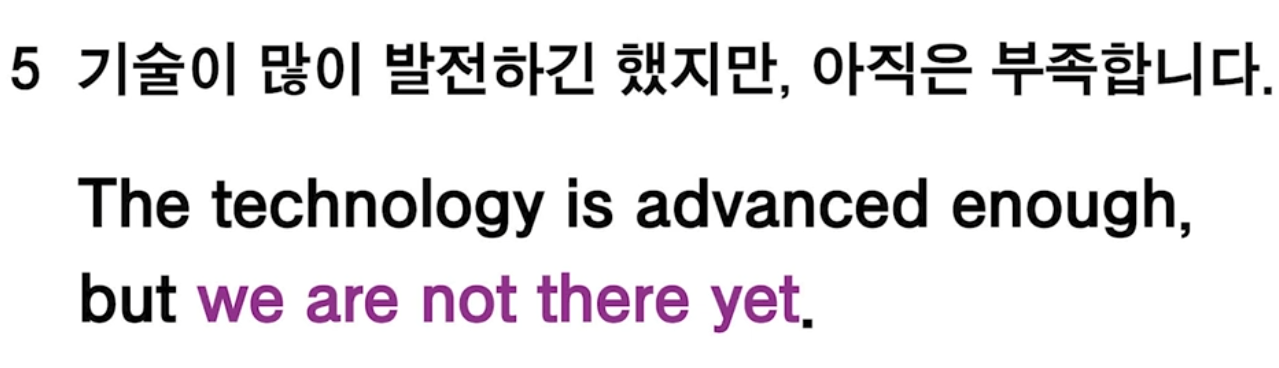 5 기술이 많이 발전하긴 했지만, 아직은 부족합니다.
The technology is advanced enough,
but we are not there yet.